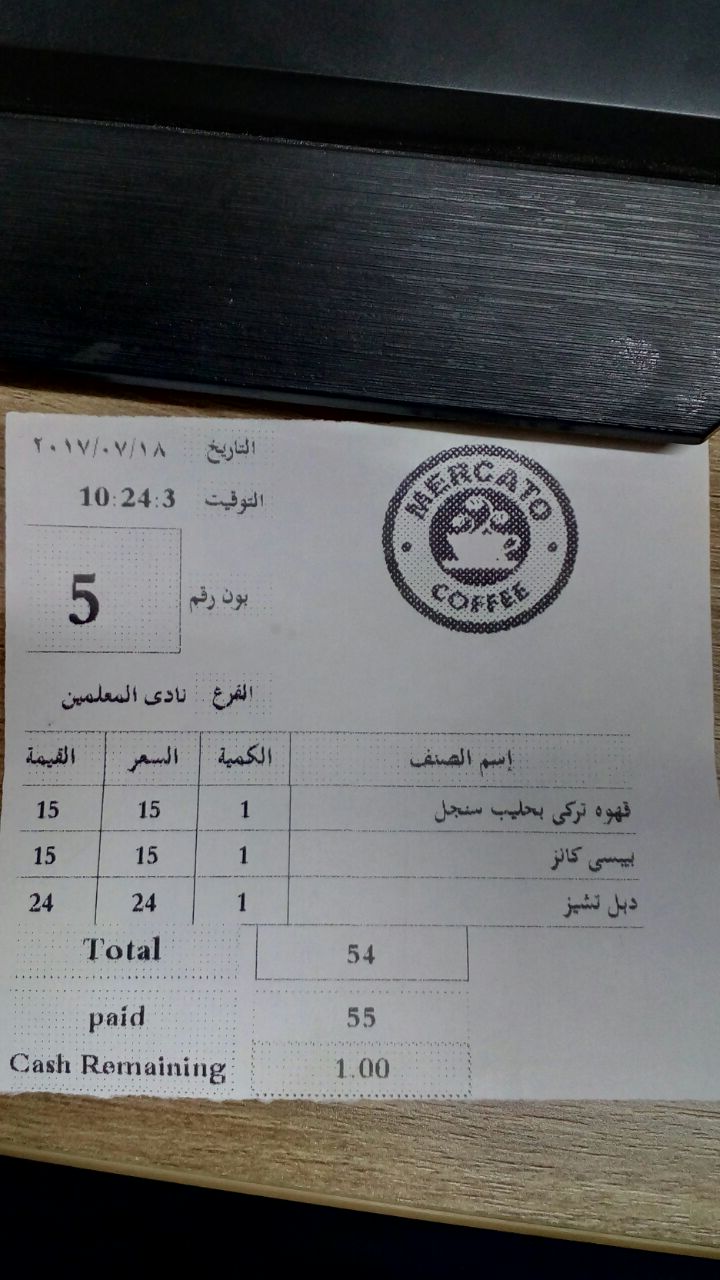 التاريخ ٢٠١٧/٠٧/١٨
MERCATO
COFFEE
التوقيت 10:24:3
بون رقم 5
الفرع نادى المعلمين
إسم الصنف الكمية السعر القيمة
قهوه تركى بحليب سنجل 1 15 15
بيبسى كانز 1 15 15
دبل تشيز 1 24 24
Total 54
paid 55
Cash Remaining 1.00